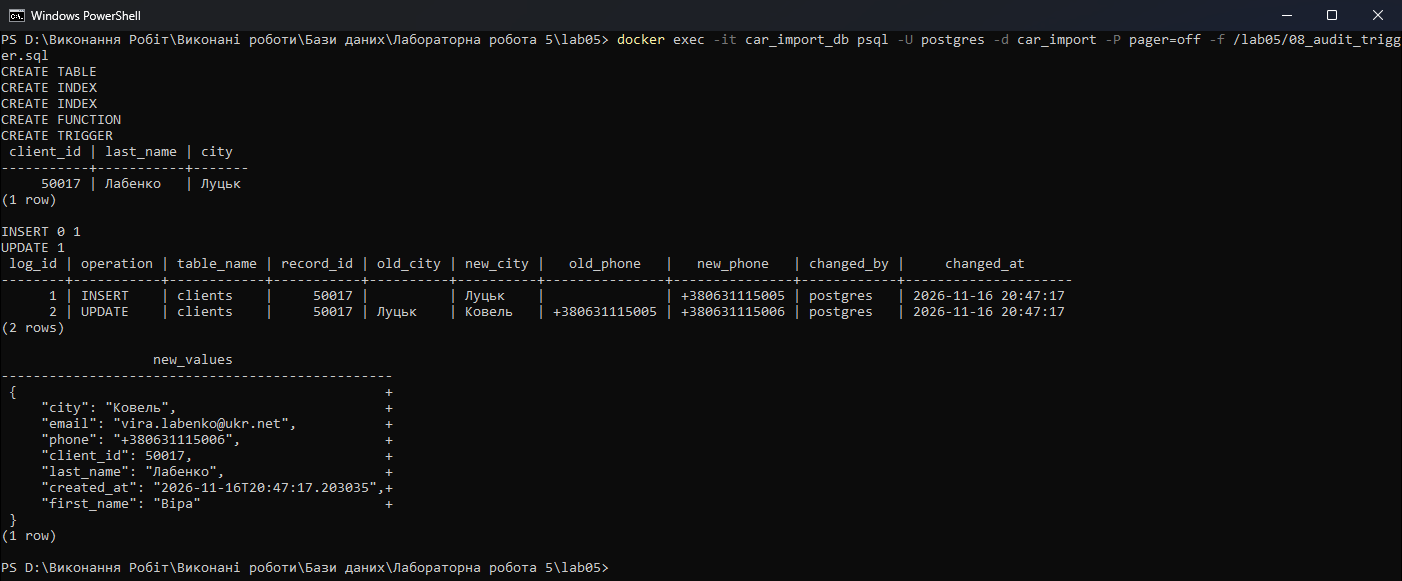 Windows PowerShell
PS D:\Виконання Робіт\Виконані роботи\Бази даних\Лабораторна робота 5\lab05> docker exec -it car_import_db psql -U postgres -d car_import -P pager=off -f /lab05/08_audit_trigg
er.sql
CREATE TABLE
CREATE INDEX
CREATE INDEX
CREATE FUNCTION
CREATE TRIGGER
 client_id | last_name | city
-----------+-----------+-------
     50017 | Лабенко   | Луцьк
(1 row)

INSERT 0 1
UPDATE 1
 log_id | operation | table_name | record_id | old_city | new_city |   old_phone   |   new_phone   | changed_by |     changed_at
--------+-----------+------------+-----------+----------+----------+---------------+---------------+------------+---------------------
      1 | INSERT    | clients    |     50017 |          | Луцьк    |               | +380631115005 | postgres   | 2026-11-16 20:47:17
      2 | UPDATE    | clients    |     50017 | Луцьк    | Ковель   | +380631115005 | +380631115006 | postgres   | 2026-11-16 20:47:17
(2 rows)

                   new_values
-------------------------------------------------
 {                                              +
     "city": "Ковель",                          +
     "email": "vira.labenko@ukr.net",           +
     "phone": "+380631115006",                  +
     "client_id": 50017,                        +
     "last_name": "Лабенко",                    +
     "created_at": "2026-11-16T20:47:17.203035",+
     "first_name": "Віра"                       +
 }
(1 row)

PS D:\Виконання Робіт\Виконані роботи\Бази даних\Лабораторна робота 5\lab05>